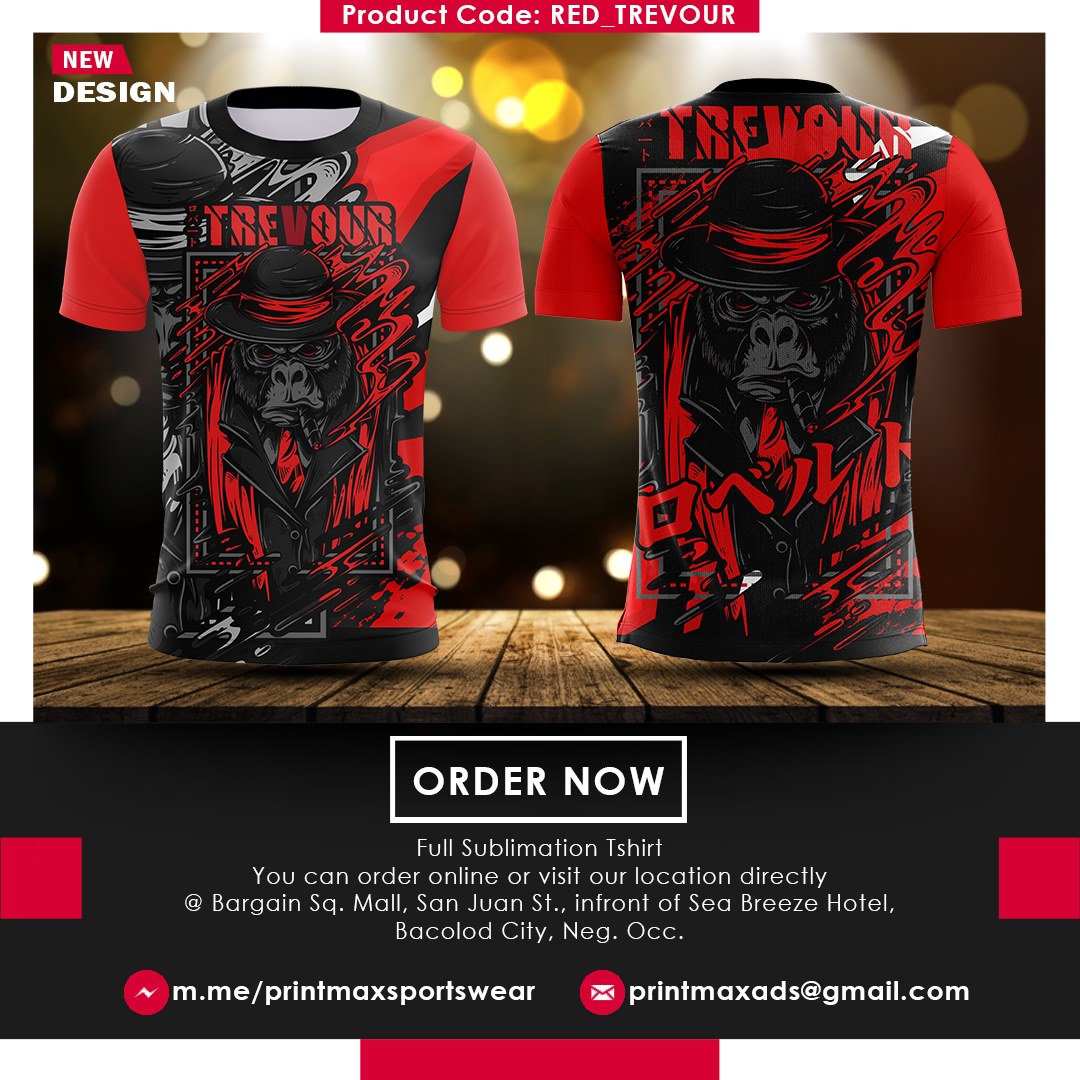 Product Code: RED_TREVOUR
NEW
DESIGN
TREVOUR
TREVOUR
ロベルト
ORDER NOW
Full Sublimation Tshirt
You can order online or visit our location directly
@ Bargain Sq. Mall, San Juan St., infront of Sea Breeze Hotel,
Bacolod City, Neg. Occ.
m.me/printmaxsportswear
printmaxads@gmail.com